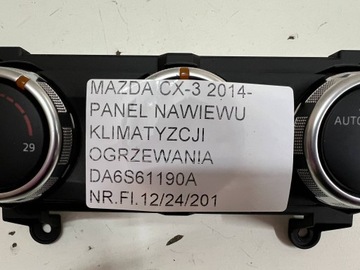 MAZDA CX-3 2014-
PANEL NAWIEWU
KLIMATYZCJI
OGRZEWANIA
DA6S61190A
NR.FI.12/24/201
29
AUTO